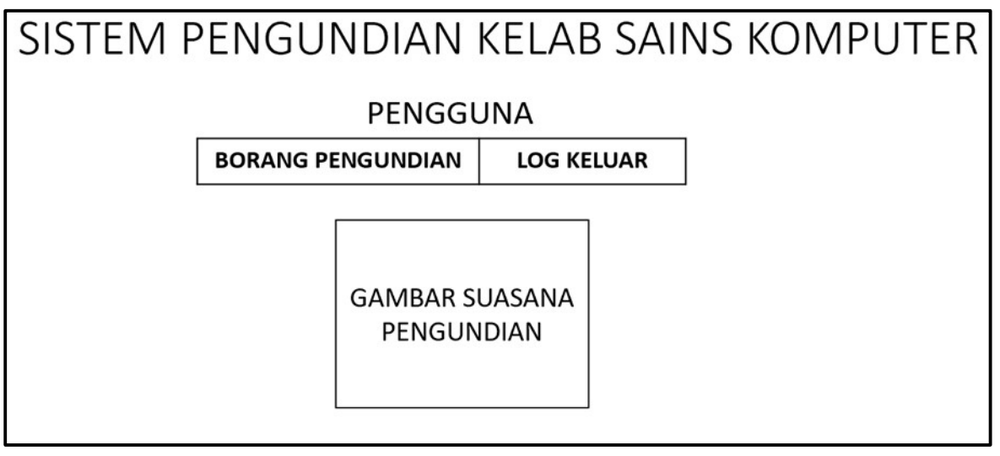 SISTEM PENGUNDIAN KELAB SAINS KOMPUTER
PENGGUNA
BORANG PENGUNDIAN LOG KELUAR
GAMBAR SUASANA
PENGUNDIAN